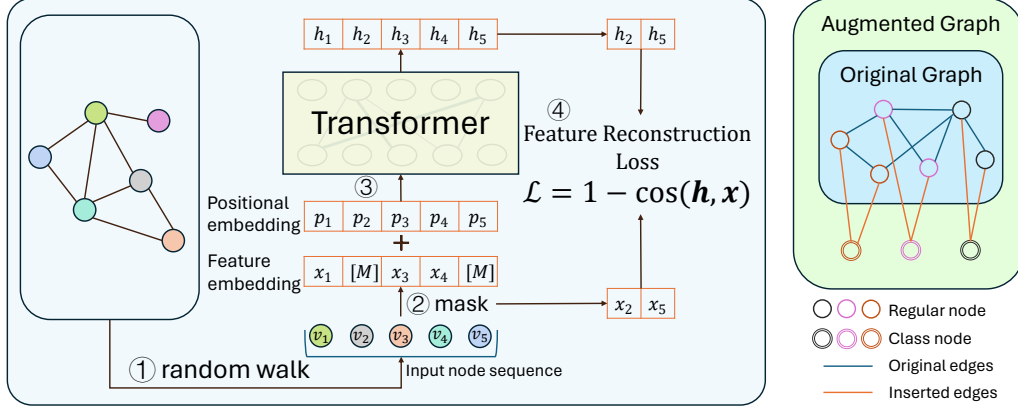 h1 h2 h3 h4 h5
h2 h5
Transformer
④
Feature Reconstruction
Loss
ℒ = 1 − cos(h, x)
③
Positional
embedding
p1 p2 p3 p4 p5
+
Feature
embedding
x1 [M] x3 x4 [M]
② mask
x2 x5
v1 v2 v3 v4 v5
① random walk
Input node sequence
Augmented Graph
Original Graph
Regular node
Class node
Original edges
Inserted edges